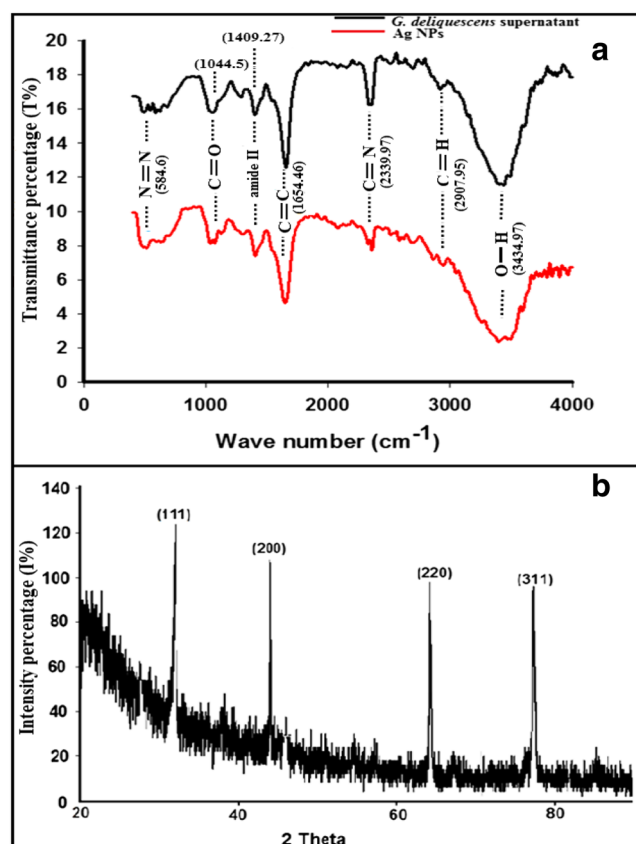 G. deliquescens supernatant
Ag NPs
a
(1409.27)
(1044.5)
Transmittance percentage (T%)
20
18
16
14
12
10
8
6
4
2
0
N=N
(584.6)
C=O
amide II
C=C
(1654.46)
C=N
(2339.97)
C=H
(2907.95)
O-H
(3434.97)
0 1000 2000 3000 4000
Wave number (cm-1)
b
Intensity percentage (I%)
140
120
100
80
60
40
20
0
(111)
(200)
(220)
(311)
20 40 60 80
2 Theta